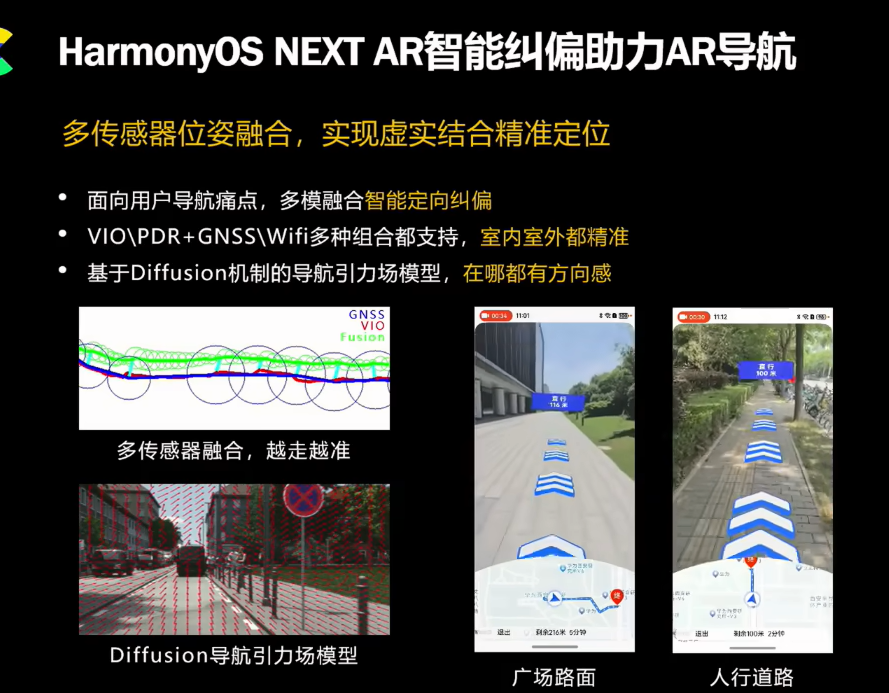 HarmonyOS NEXT AR智能纠偏助力AR导航
多传感器位姿融合，实现虚实结合精准定位
• 面向用户导航痛点，多模融合智能定向纠偏
• VIO\PDR+GNSS\Wifi多种组合都支持，室内室外都精准
• 基于Diffusion机制的导航引力场模型，在哪都有方向感
GNSS
VIO
Fusion
多传感器融合，越走越准
Diffusion导航引力场模型
00:34 11:01
直行
116 米
终
退出 剩余216米 5分钟
广场路面
00:30 11:12
直行
100 米
终
退出 剩余100米 2分钟
人行道路